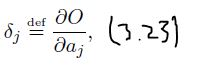 δ_j ≝ ∂O/∂a_j, (3.23)